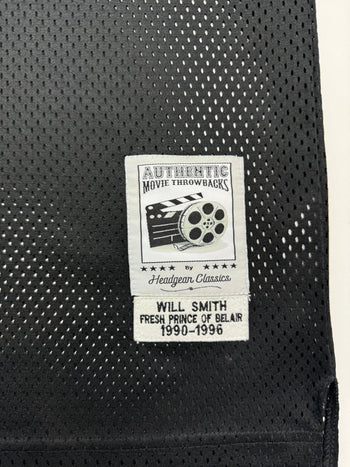 AUTHENTIC
MOVIE THROWBACKS
By
Headgear Classics
WILL SMITH
FRESH PRINCE OF BELAIR
1990-1996